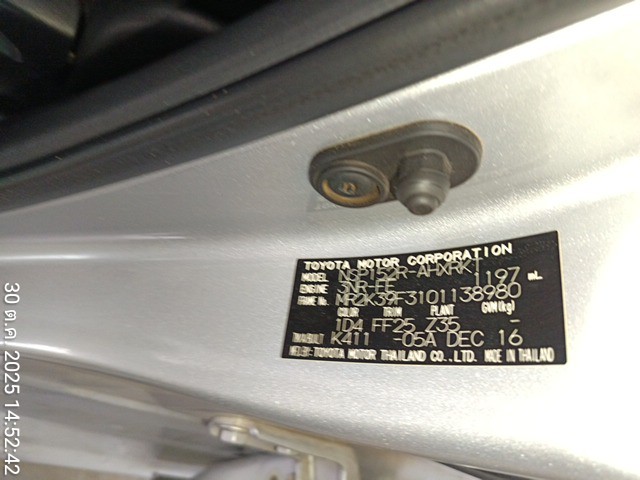 TOYOTA MOTOR CORPORATION
MODEL NSP152R-AHXRKT
ENGINE 3NR-FE 1197 mL
FRAME No. MR2K39F3101138980
COLOR TRIM PLANT GVM(kg)
1D4 FF25 Z35 -
K411 -05A DEC 16
TOYOTA MOTOR THAILAND CO.,LTD. MADE IN THAILAND
30 ต.ค. 2025 14:52:42